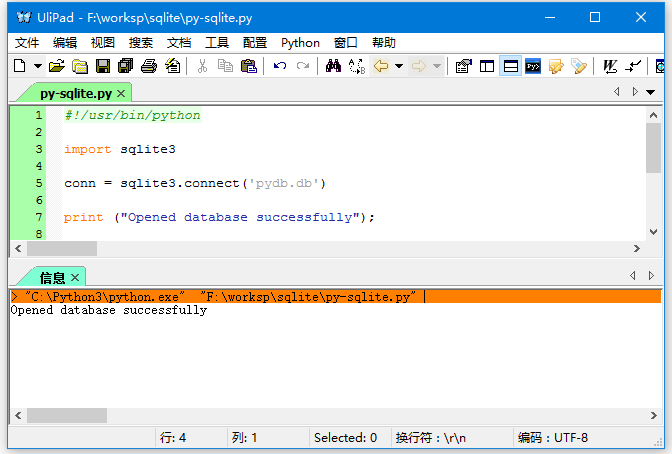 UliPad - F:\worksp\sqlite\py-sqlite.py
文件 编辑 视图 搜索 文档 工具 配置 Python 窗口 帮助
py-sqlite.py
1 #!/usr/bin/python
2
3 import sqlite3
4
5 conn = sqlite3.connect('pydb.db')
6
7 print ("Opened database successfully");
8
信息
> "C:\Python3\python.exe"  "F:\worksp\sqlite\py-sqlite.py"
Opened database successfully
行: 4 列: 1 Selected: 0 换行符:\r\n 编码:UTF-8